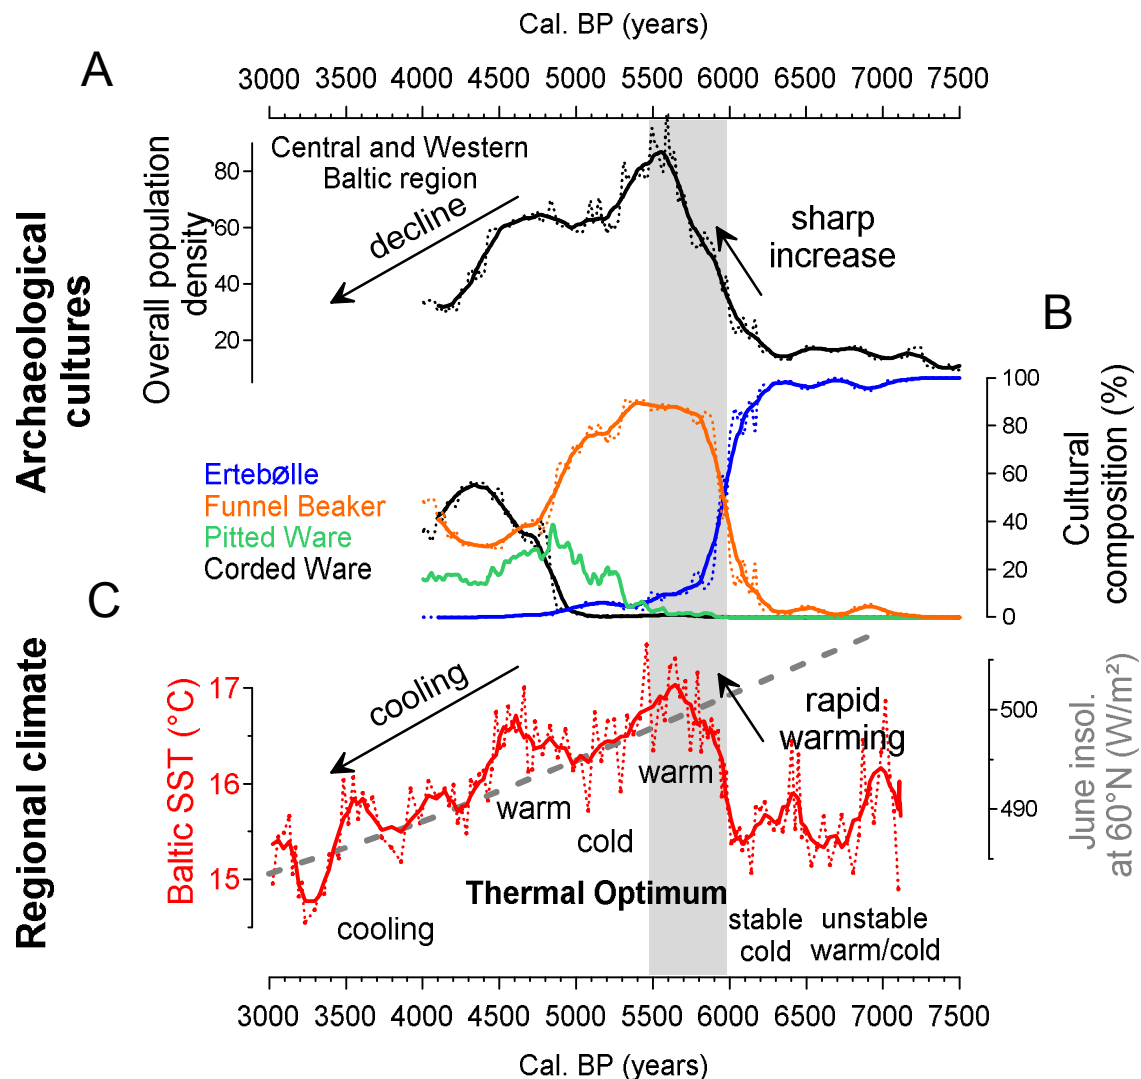 Cal. BP (years)
A
3000 3500 4000 4500 5000 5500 6000 6500 7000 7500
Archaeological
cultures
Overall population
density
80
60
40
20
Central and Western
Baltic region
decline
sharp
increase
B
100
80
60
40
20
0
Cultural
composition (%)
Ertebølle
Funnel Beaker
Pitted Ware
Corded Ware
C
Regional climate
Baltic SST (°C)
17
16
15
cooling
rapid
warming
warm
warm
cold
Thermal Optimum
cooling
stable
cold
unstable
warm/cold
500
490
June insol.
at 60°N (W/m²)
3000 3500 4000 4500 5000 5500 6000 6500 7000 7500
Cal. BP (years)